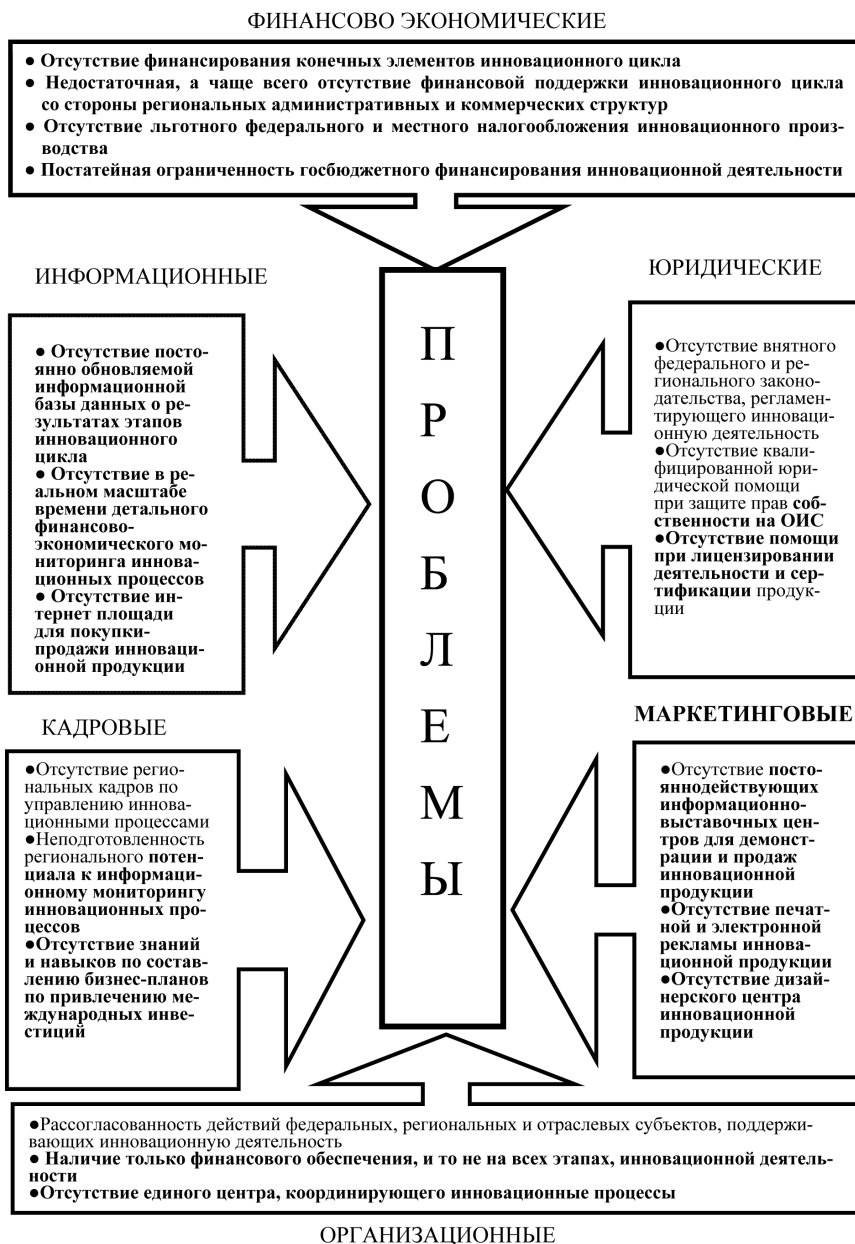 ФИНАНСОВО ЭКОНОМИЧЕСКИЕ
● Отсутствие финансирования конечных элементов инновационного цикла
● Недостаточная, а чаще всего отсутствие финансовой поддержки инновационного цикла
со стороны региональных административных и коммерческих структур
● Отсутствие льготного федерального и местного налогообложения инновационного произ-
водства
● Постатейная ограниченность госбюджетного финансирования инновационной деятельности
ИНФОРМАЦИОННЫЕ
● Отсутствие посто-
янно обновляемой
информационной
базы данных о ре-
зультатах этапов
инновационного
цикла
● Отсутствие в ре-
альном масштабе
времени детального
финансово-
экономического мо-
ниторинга иннова-
ционных процессов
● Отсутствие ин-
тернет площади
для покупки-
продажи инноваци-
онной продукции
П
Р
О
Б
Л
Е
М
Ы
ЮРИДИЧЕСКИЕ
●Отсутствие внятного
федерального и ре-
гионального законо-
дательства, регламен-
тирующего инноваци-
онную деятельность
●Отсутствие квали-
фицированной юри-
дической помощи
при защите прав соб-
ственности на ОИС
●Отсутствие помощи
при лицензировании
деятельности и сер-
тификации продук-
ции
КАДРОВЫЕ
●Отсутствие регио-
нальных кадров по
управлению иннова-
ционными процессами
●Неподготовленность
регионального потен-
циала к информаци-
онному мониторингу
инновационных про-
цессов
●Отсутствие знаний
и навыков по состав-
лению бизнес-планов
по привлечению ме-
ждународных инве-
стиций
МАРКЕТИНГОВЫЕ
●Отсутствие посто-
яннодействующих
информационно-
выставочных цен-
тров для демонст-
рации и продаж
инновационной
продукции
●Отсутствие печат-
ной и электронной
рекламы иннова-
ционной продукции
●Отсутствие дизай-
нерского центра
инновационной
продукции
●Рассогласованность действий федеральных, региональных и отраслевых субъектов, поддержи-
вающих инновационную деятельность
● Наличие только финансового обеспечения, и то не на всех этапах, инновационной деятель-
ности
●Отсутствие единого центра, координирующего инновационные процессы
ОРГАНИЗАЦИОННЫЕ